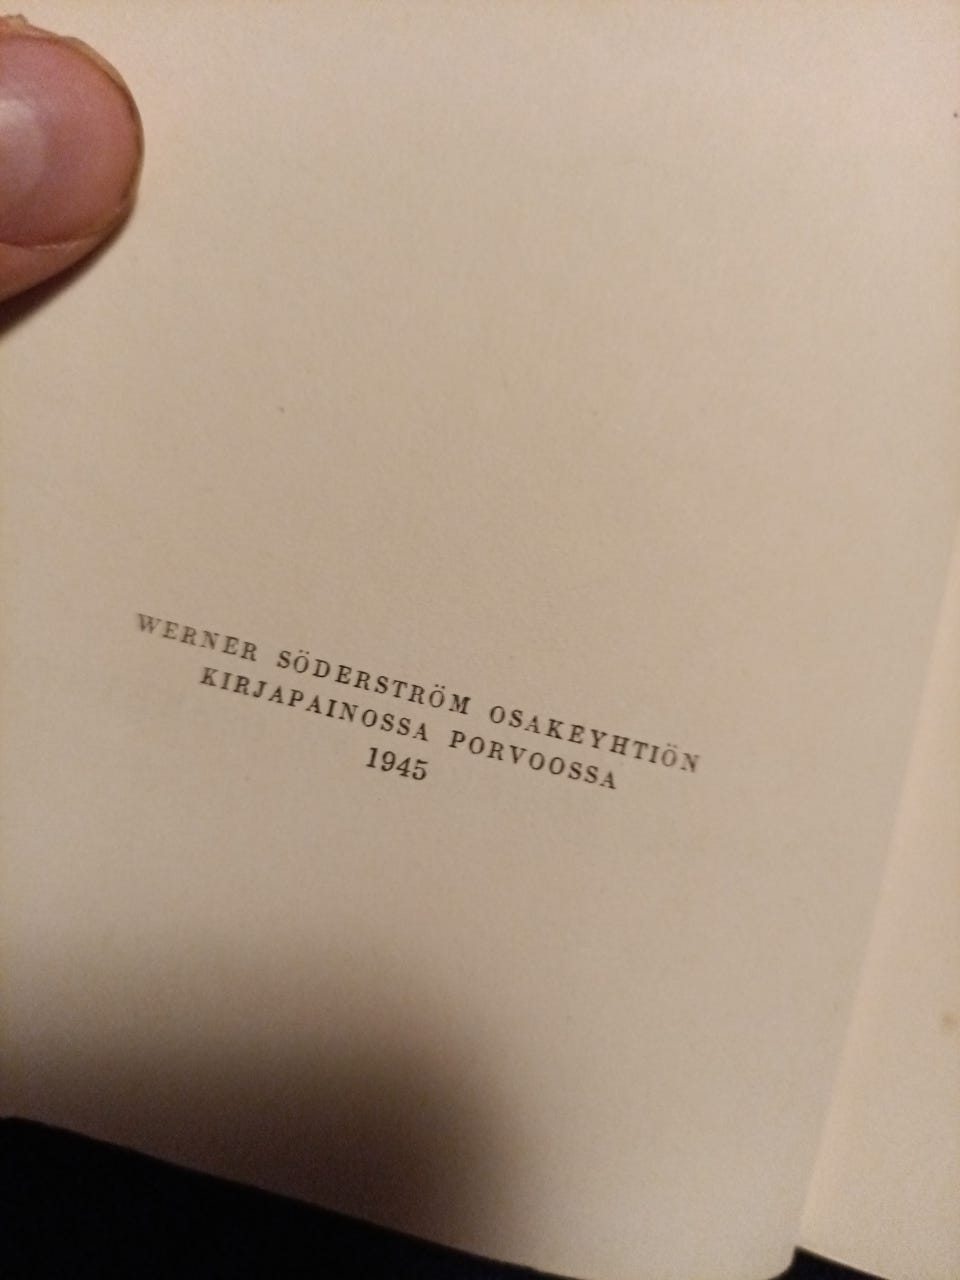 WERNER SÖDERSTRÖM OSAKEYHTIÖN
KIRJAPAINOSSA PORVOOSSA
1945